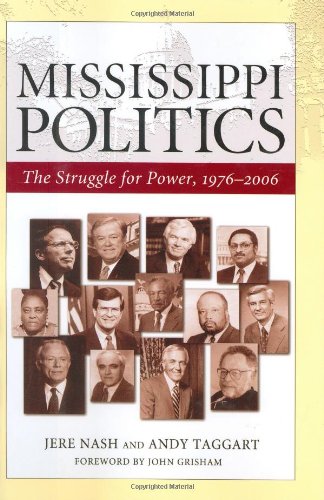 MISSISSIPPI
POLITICS
The Struggle for Power, 1976–2006
JERE NASH AND ANDY TAGGART
FOREWORD BY JOHN GRISHAM